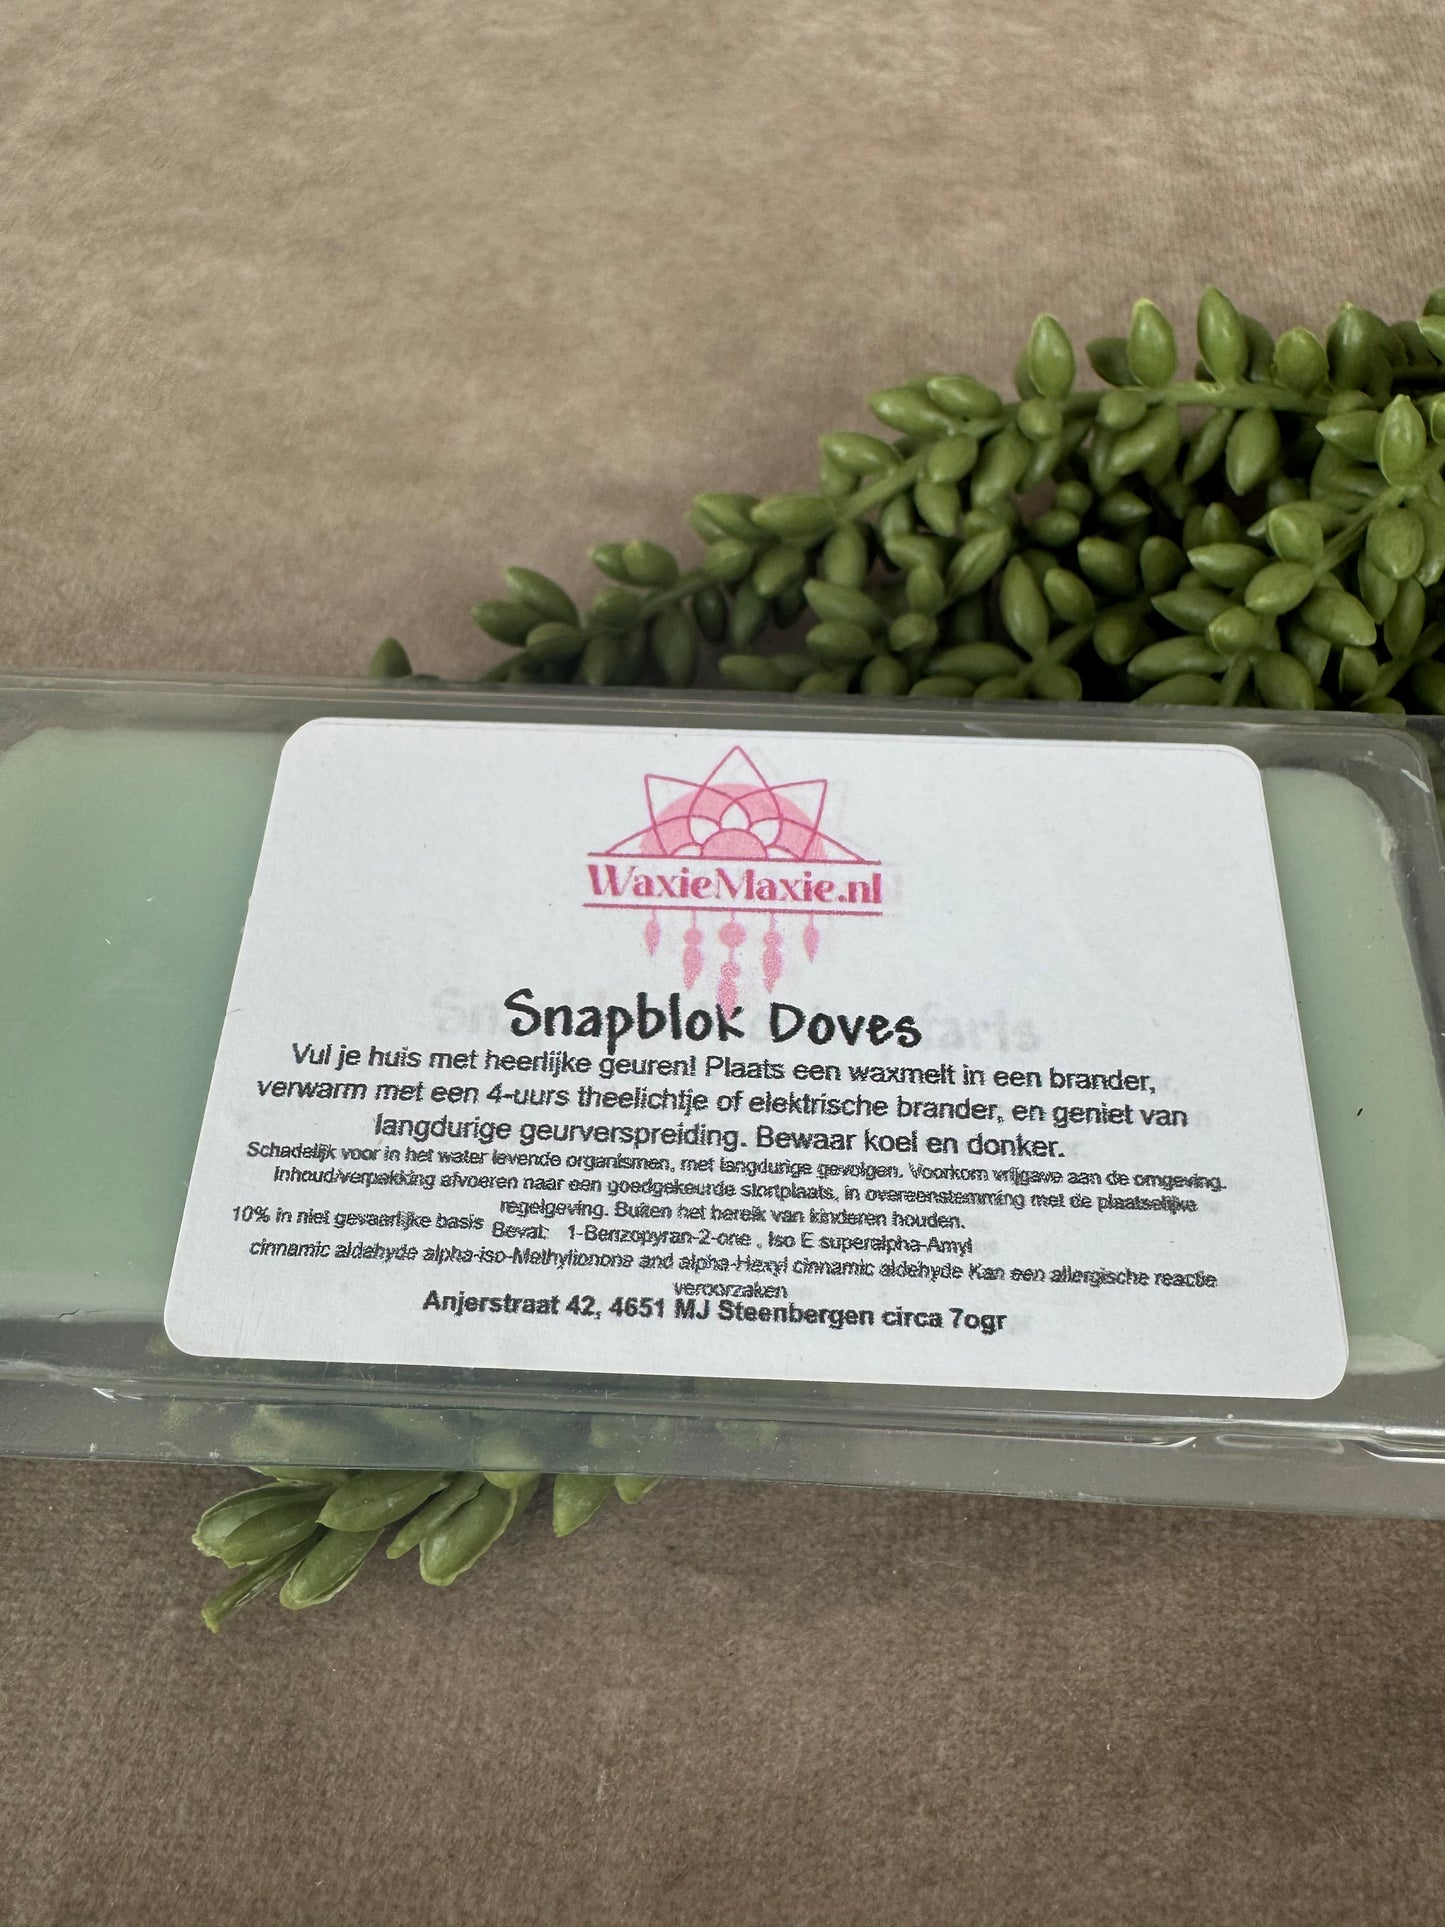 WaxieMaxie.nl
Snapblok Doves
Vul je huis met heerlijke geuren! Plaats een waxmelt in een brander,
verwarm met een 4-uurs theelichtje of elektrische brander, en geniet van
langdurige geurverspreiding. Bewaar koel en donker.
Schadelijk voor in het water levende organismen, met langdurige gevolgen. Voorkom vrijgave aan de omgeving.
Inhoud/verpakking afvoeren naar een goedgekeurde stortplaats, in overeenstemming met de plaatselijke
regelgeving. Buiten het bereik van kinderen houden.
10% in niet gevaarlijke basis Bevat: 1-Benzopyran-2-one , Iso E superalpha-Amyl
cinnamic aldehyde alpha-iso-Methylionone and alpha-Hexyl cinnamic aldehyde Kan een allergische reactie
veroorzaken
Anjerstraat 42, 4651 MJ Steenbergen circa 7ogr